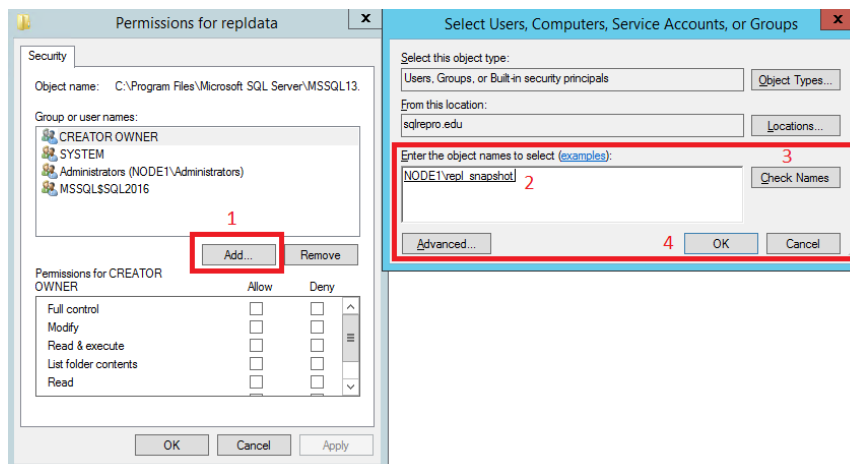 Permissions for repldata
x
Security
Object name: C:\Program Files\Microsoft SQL Server\MSSQL13.
Group or user names:
CREATOR OWNER
SYSTEM
Administrators (NODE1\Administrators)
MSSQL$SQL2016
1
Add...
Remove
Permissions for CREATOR
OWNER
Allow
Deny
Full control
Modify
Read & execute
List folder contents
Read
OK
Cancel
Apply
Select Users, Computers, Service Accounts, or Groups
x
Select this object type:
Users, Groups, or Built-in security principals
Object Types...
From this location:
sqlrepro.edu
Locations...
Enter the object names to select (examples):
3
NODE1\repl_snapshot
2
Check Names
Advanced...
4
OK
Cancel